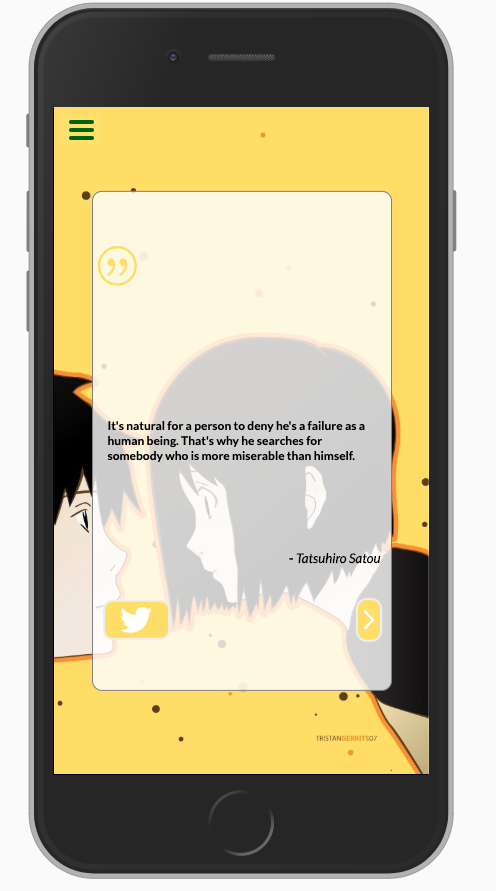 It's natural for a person to deny he's a failure as a
human being. That's why he searches for
somebody who is more miserable than himself.
- Tatsuhiro Satou
TRISTANGERRITS07